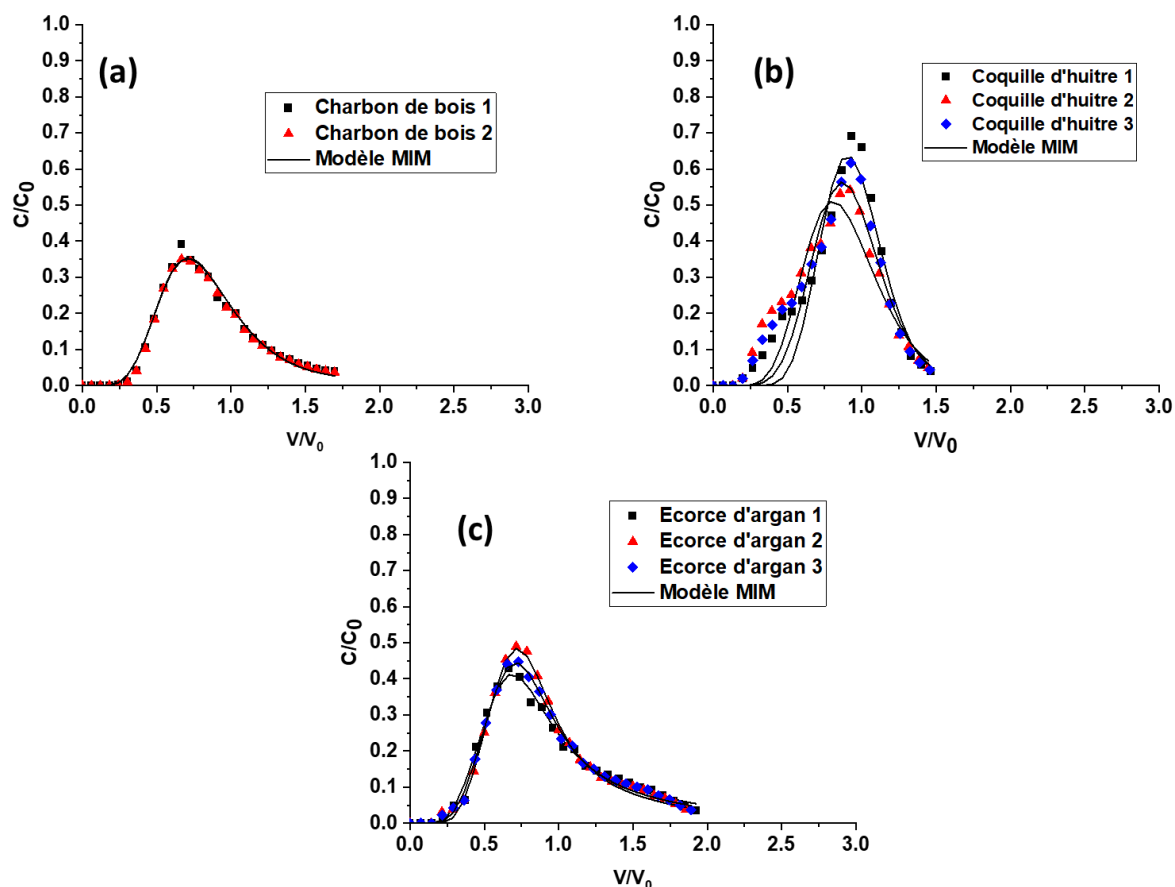 (a)
C/C0
1.0
0.9
0.8
0.7
0.6
0.5
0.4
0.3
0.2
0.1
0.0
Charbon de bois 1
Charbon de bois 2
Modèle MIM
0.0 0.5 1.0 1.5 2.0 2.5 3.0
V/V0
(b)
C/C0
1.0
0.9
0.8
0.7
0.6
0.5
0.4
0.3
0.2
0.1
0.0
Coquille d'huitre 1
Coquille d'huitre 2
Coquille d'huitre 3
Modèle MIM
0.0 0.5 1.0 1.5 2.0 2.5 3.0
V/V0
(c)
C/C0
1.0
0.9
0.8
0.7
0.6
0.5
0.4
0.3
0.2
0.1
0.0
Ecorce d'argan 1
Ecorce d'argan 2
Ecorce d'argan 3
Modèle MIM
0.0 0.5 1.0 1.5 2.0 2.5 3.0
V/V0